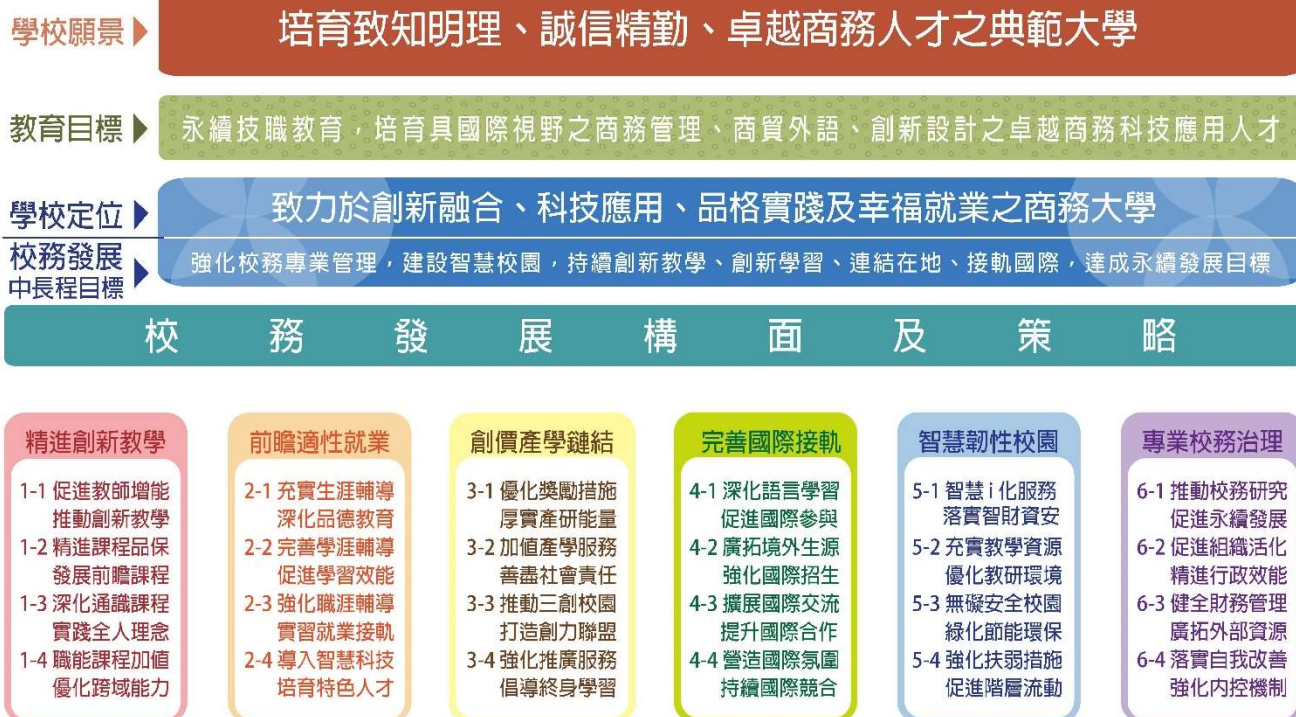 學校願景
培育致知明理、誠信精勤、卓越商務人才之典範大學
教育目標
永續技職教育，培育具國際視野之商務管理、商貿外語、創新設計之卓越商務科技應用人才
學校定位
致力於創新融合、科技應用、品格實踐及幸福就業之商務大學
校務發展
中長程目標
強化校務專業管理，建設智慧校園，持續創新教學、創新學習、連結在地、接軌國際，達成永續發展目標
校務發展構面及策略
精進創新教學
1-1 促進教師增能
推動創新教學
1-2 精進課程品保
發展前瞻課程
1-3 深化通識課程
實踐全人理念
1-4 職能課程加值
優化跨域能力
前瞻適性就業
2-1 充實生涯輔導
深化品德教育
2-2 完善學涯輔導
促進學習效能
2-3 強化職涯輔導
實習就業接軌
2-4 導入智慧科技
培育特色人才
創價產學鏈結
3-1 優化獎勵措施
厚實產研能量
3-2 加值產學服務
善盡社會責任
3-3 推動三創校園
打造創力聯盟
3-4 強化推廣服務
倡導終身學習
完善國際接軌
4-1 深化語言學習
促進國際參與
4-2 廣拓境外生源
強化國際招生
4-3 擴展國際交流
提升國際合作
4-4 營造國際氛圍
持續國際競合
智慧韌性校園
5-1 智慧 i 化服務
落實智財資安
5-2 充實教學資源
優化教研環境
5-3 無礙安全校園
綠化節能環保
5-4 強化扶弱措施
促進階層流動
專業校務治理
6-1 推動校務研究
促進永續發展
6-2 促進組織活化
精進行政效能
6-3 健全財務管理
廣拓外部資源
6-4 落實自我改善
強化內控機制